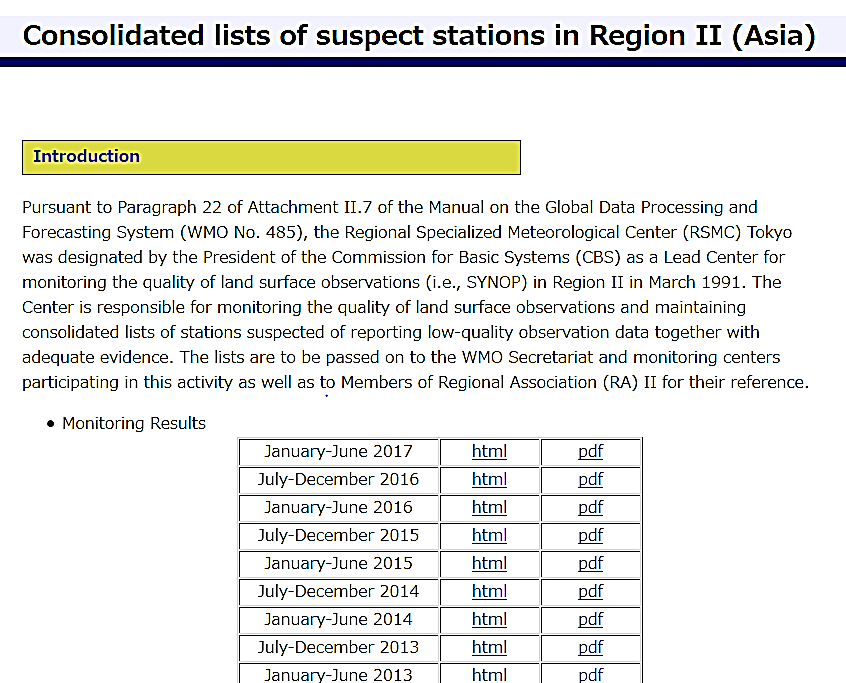 Consolidated lists of suspect stations in Region II (Asia)
Introduction
Pursuant to Paragraph 22 of Attachment II.7 of the Manual on the Global Data Processing and
Forecasting System (WMO No. 485), the Regional Specialized Meteorological Center (RSMC) Tokyo
was designated by the President of the Commission for Basic Systems (CBS) as a Lead Center for
monitoring the quality of land surface observations (i.e., SYNOP) in Region II in March 1991. The
Center is responsible for monitoring the quality of land surface observations and maintaining
consolidated lists of stations suspected of reporting low-quality observation data together with
adequate evidence. The lists are to be passed on to the WMO Secretariat and monitoring centers
participating in this activity as well as to Members of Regional Association (RA) II for their reference.
• Monitoring Results
January-June 2017 html pdf
July-December 2016 html pdf
January-June 2016 html pdf
July-December 2015 html pdf
January-June 2015 html pdf
July-December 2014 html pdf
January-June 2014 html pdf
July-December 2013 html pdf
January-June 2013 html pdf